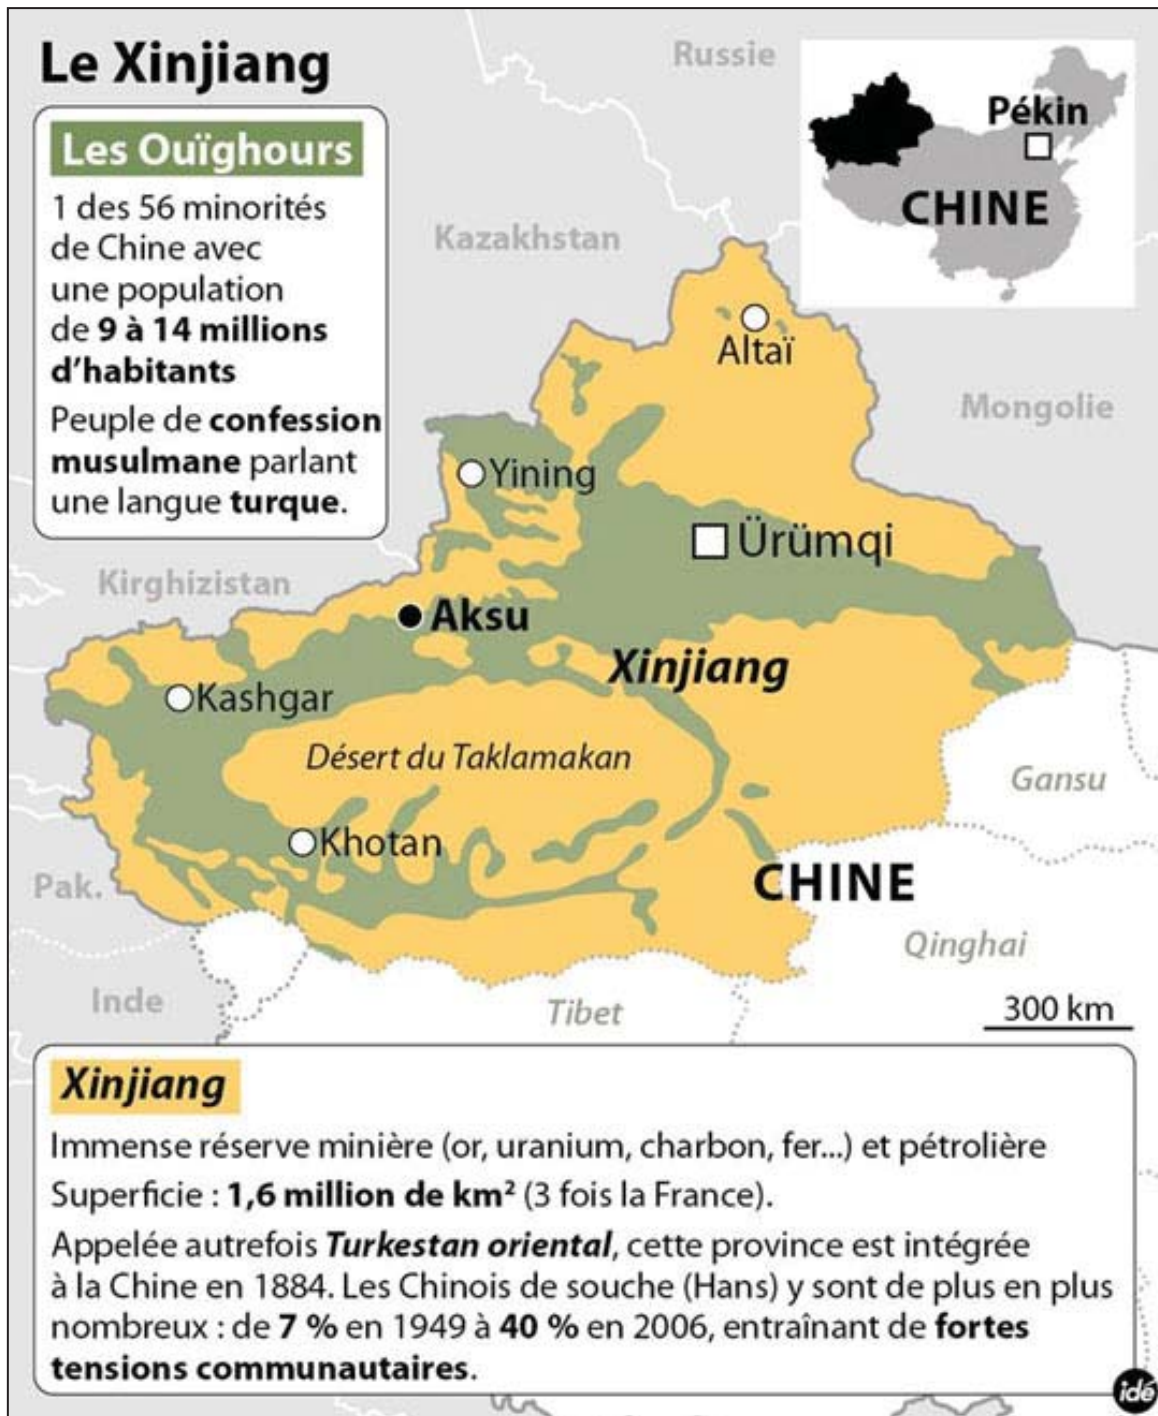 Le Xinjiang
Les Ouïghours
1 des 56 minorités
de Chine avec
une population
de 9 à 14 millions
d'habitants
Peuple de confession
musulmane parlant
une langue turque.
Russie
Pékin
CHINE
Kazakhstan
Altaï
Mongolie
Yining
Ürümqi
Kirghizistan
Aksu
Xinjiang
Kashgar
Désert du Taklamakan
Gansu
Khotan
CHINE
Pak.
Qinghai
Inde
Tibet
300 km
Xinjiang
Immense réserve minière (or, uranium, charbon, fer...) et pétrolière
Superficie : 1,6 million de km² (3 fois la France).
Appelée autrefois Turkestan oriental, cette province est intégrée
à la Chine en 1884. Les Chinois de souche (Hans) y sont de plus en plus
nombreux : de 7 % en 1949 à 40 % en 2006, entraînant de fortes
tensions communautaires.
idé